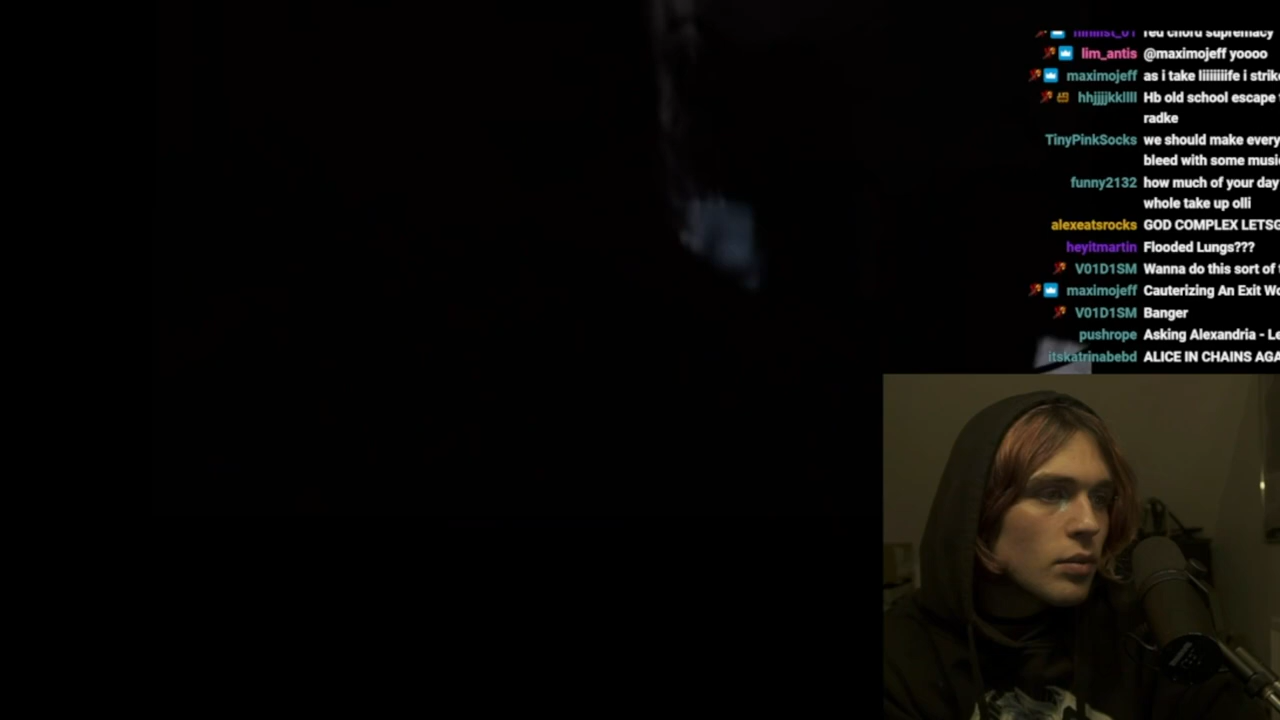 red chord supremacy
lim_antis @maximojeff yoooo
maximojeff as i take liiiiiiiife i strik
hhjjjjkkllll Hb old school escape
radke
TinyPinkSocks we should make every
bleed with some musi
funny2132 how much of your day
whole take up olli
alexeatsrocks GOD COMPLEX LETSG
heyitmartin Flooded Lungs???
V01D1SM Wanna do this sort of
maximojeff Cauterizing An Exit Wo
V01D1SM Banger
pushrope Asking Alexandria - Le
itskatrinabebd ALICE IN CHAINS AGA